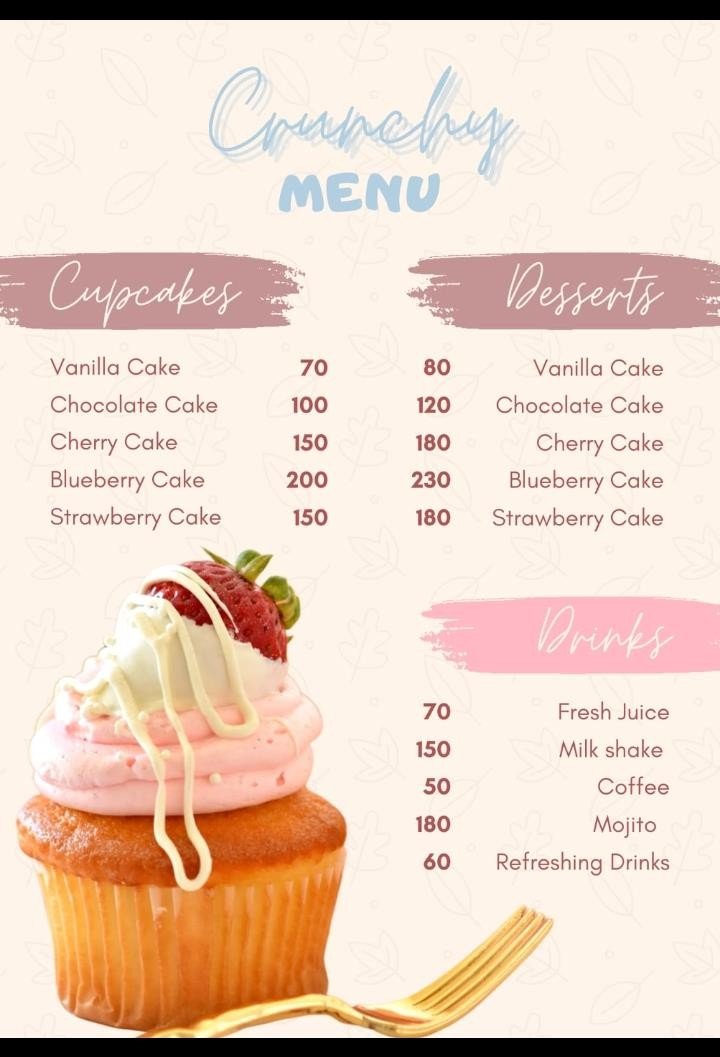 Crunchy
MENU
Cupcakes
Vanilla Cake 70
Chocolate Cake 100
Cherry Cake 150
Blueberry Cake 200
Strawberry Cake 150
Desserts
80 Vanilla Cake
120 Chocolate Cake
180 Cherry Cake
230 Blueberry Cake
180 Strawberry Cake
Drinks
70 Fresh Juice
150 Milk shake
50 Coffee
180 Mojito
60 Refreshing Drinks